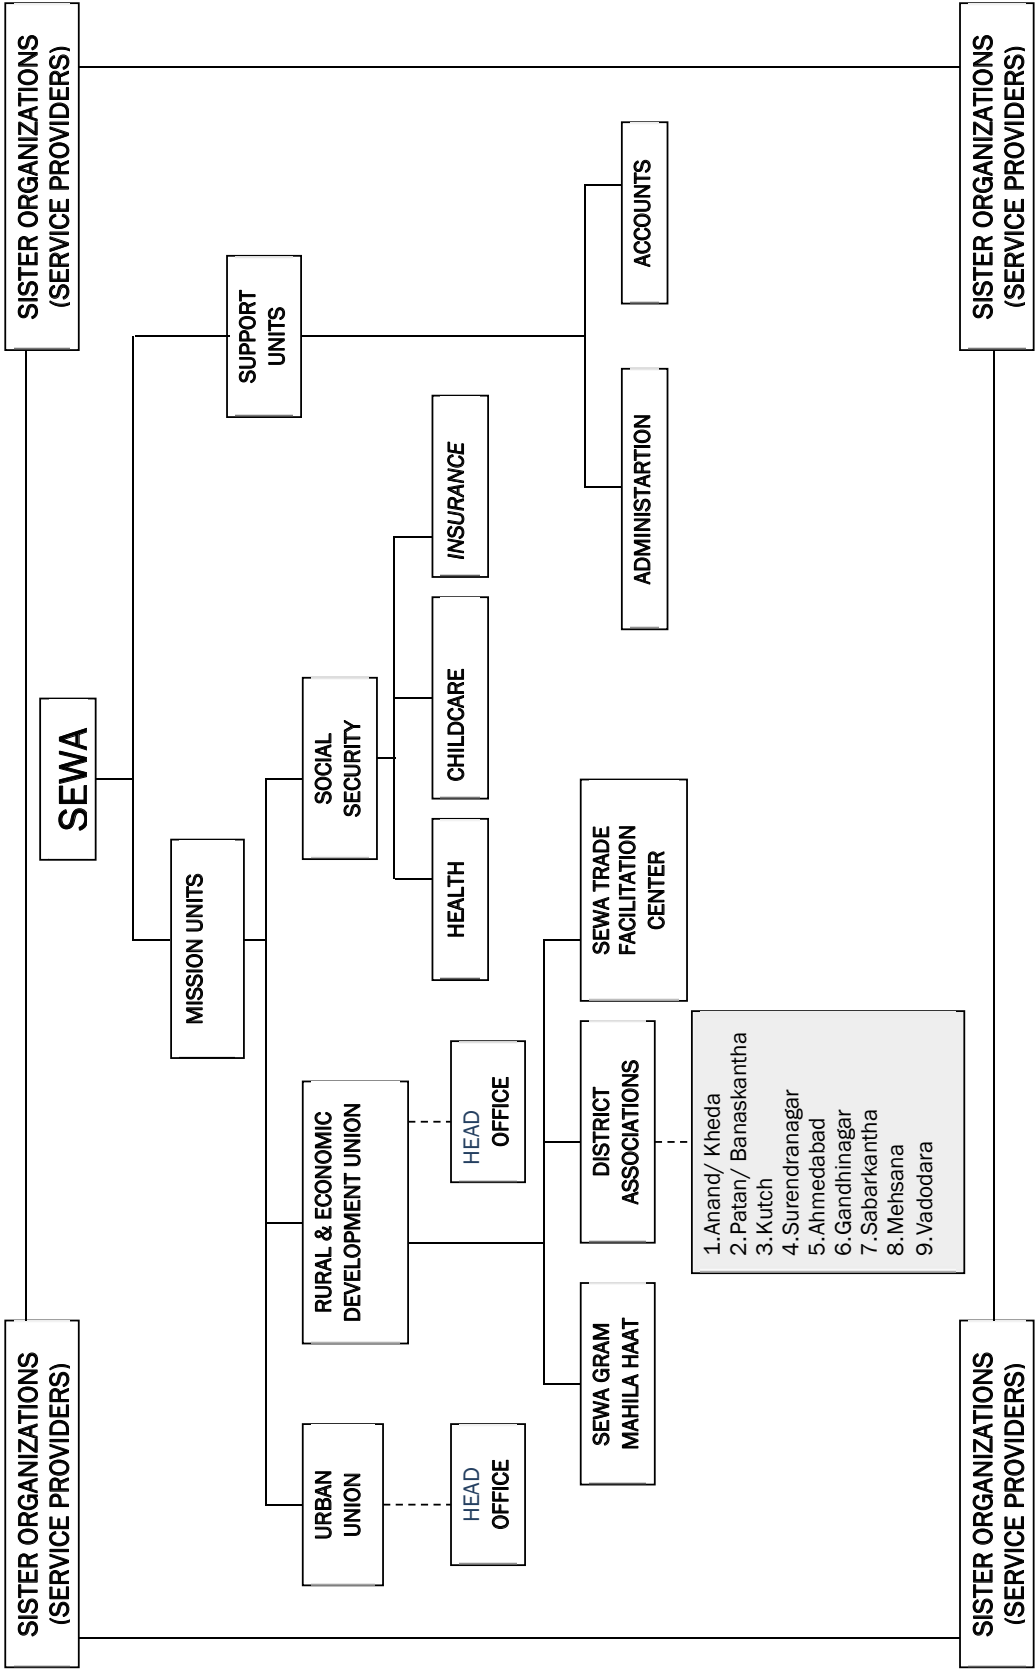 SISTER ORGANIZATIONS
(SERVICE PROVIDERS)
SISTER ORGANIZATIONS
(SERVICE PROVIDERS)
SEWA
MISSION UNITS
SUPPORT
UNITS
URBAN
UNION
RURAL & ECONOMIC
DEVELOPMENT UNION
SOCIAL
SECURITY
HEAD
OFFICE
HEAD
OFFICE
HEALTH
CHILDCARE
INSURANCE
SEWA GRAM
MAHILA HAAT
DISTRICT
ASSOCIATIONS
SEWA TRADE
FACILITATION
CENTER
ADMINISTARTION
ACCOUNTS
1.Anand/ Kheda
2.Patan/ Banaskantha
3.Kutch
4.Surendranagar
5.Ahmedabad
6.Gandhinagar
7.Sabarkantha
8.Mehsana
9.Vadodara
SISTER ORGANIZATIONS
(SERVICE PROVIDERS)
SISTER ORGANIZATIONS
(SERVICE PROVIDERS)